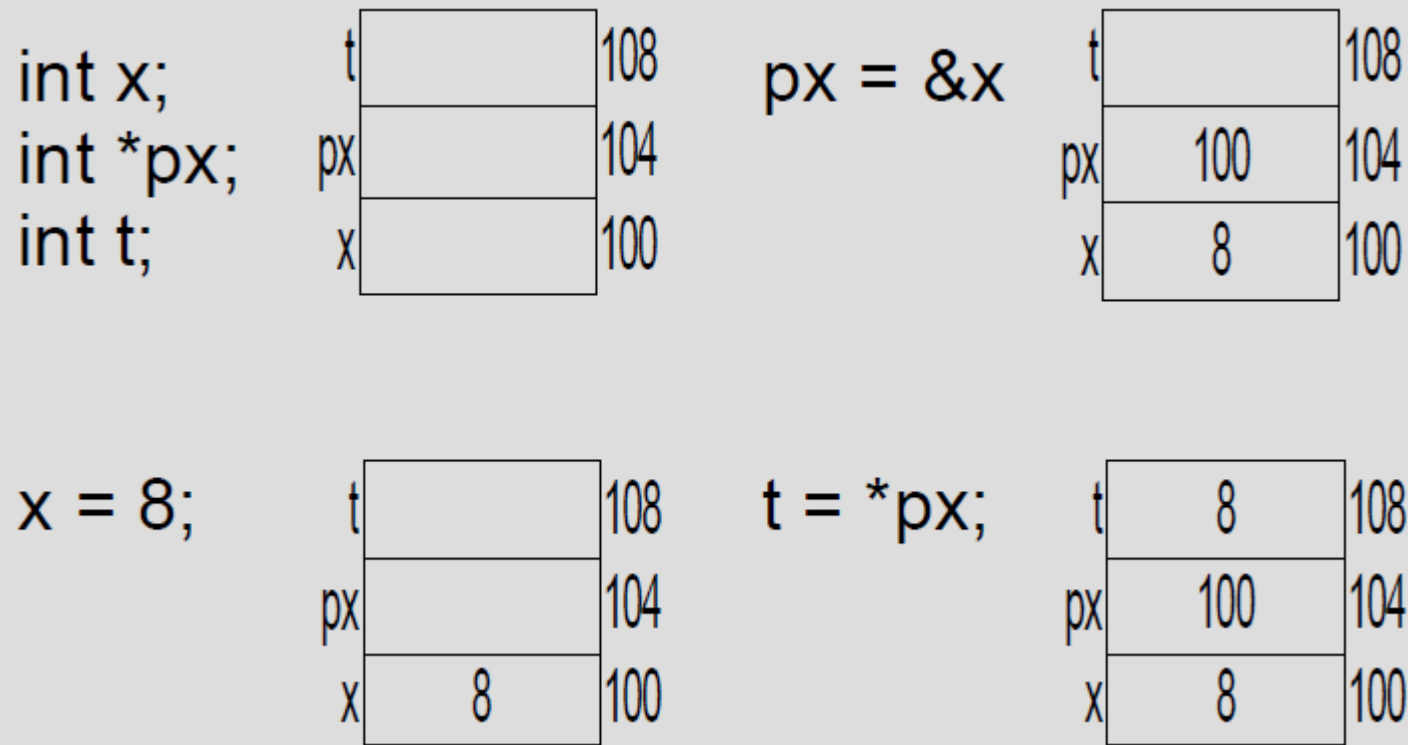 int x;
int *px;
int t;
t 108
px 104
x 100
px = &x
t 108
px 100 104
x 8 100
x = 8;
t 108
px 104
x 8 100
t = *px;
t 8 108
px 100 104
x 8 100